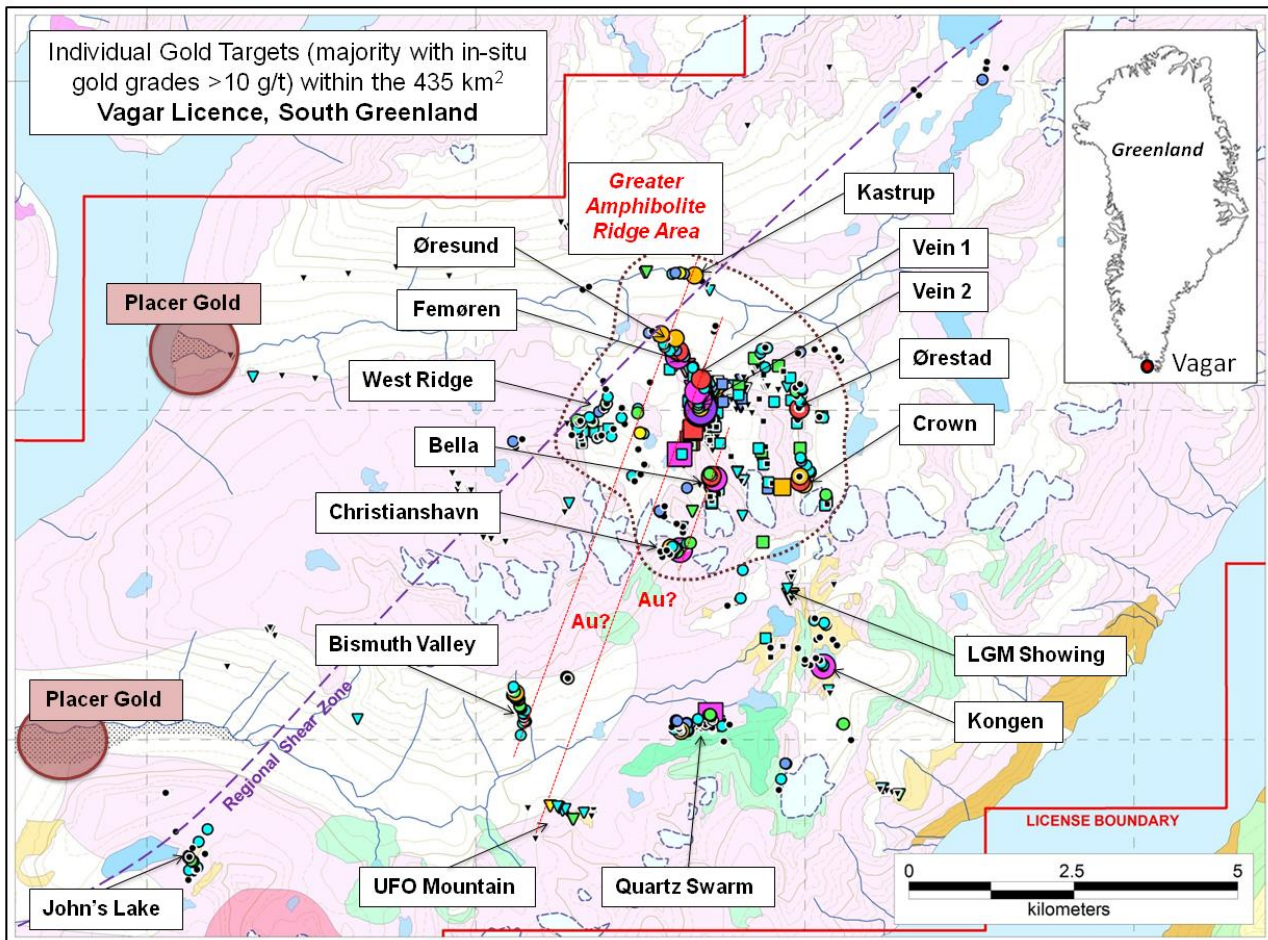 Individual Gold Targets (majority with in-situ
gold grades >10 g/t) within the 435 km²
Vagar Licence, South Greenland
Greenland
Vagar
Greater
Amphibolite
Ridge Area
Kastrup
Øresund
Vein 1
Vein 2
Femøren
Placer Gold
West Ridge
Ørestad
Bella
Crown
Christianshavn
Au?
Au?
Bismuth Valley
LGM Showing
Placer Gold
Kongen
Regional Shear Zone
LICENSE BOUNDARY
UFO Mountain
Quartz Swarm
John's Lake
0 2.5 5
kilometers